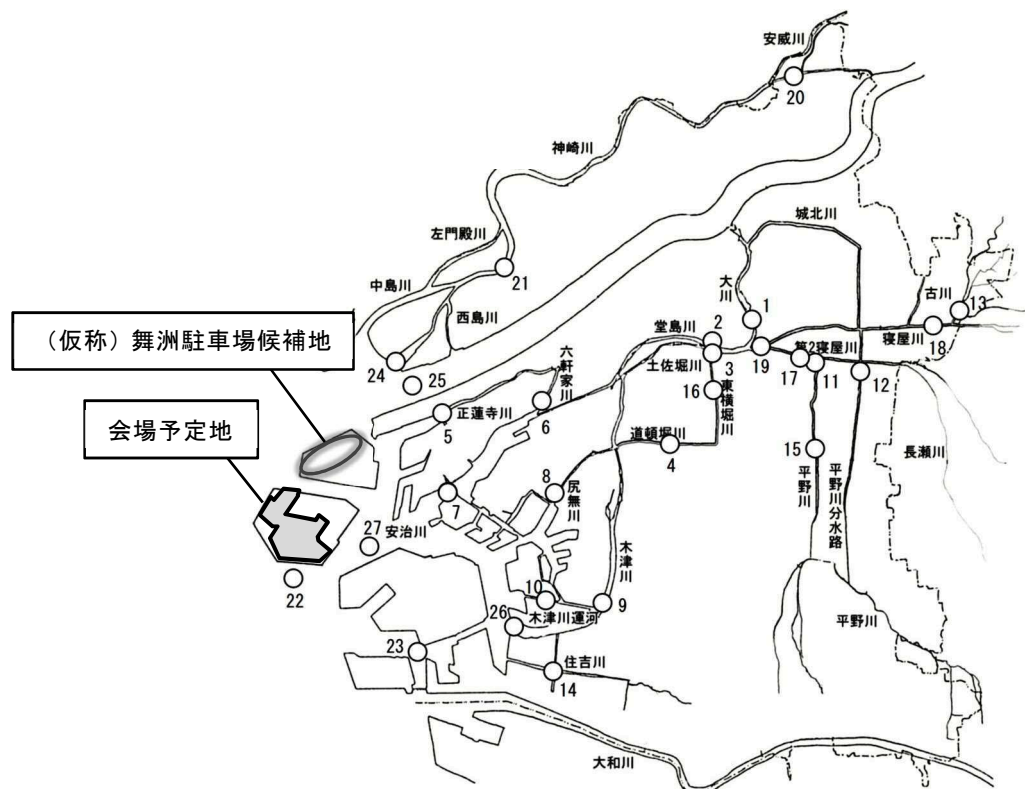 安威川
20
神崎川
城北川
左門殿川
大川
古川
13
21
中島川
1
（仮称）舞洲駐車場候補地
西島川
堂島川
2
寝屋川
18
六軒家川
第2寝屋川
土佐堀川
3
19
17
11
12
24
25
東横堀川
16
会場予定地
正蓮寺川
5
6
道頓堀川
4
長瀬川
15
平野川
平野川分水路
8
尻無川
7
27
安治川
木津川
22
10
9
26
木津川運河
平野川
23
住吉川
14
大和川